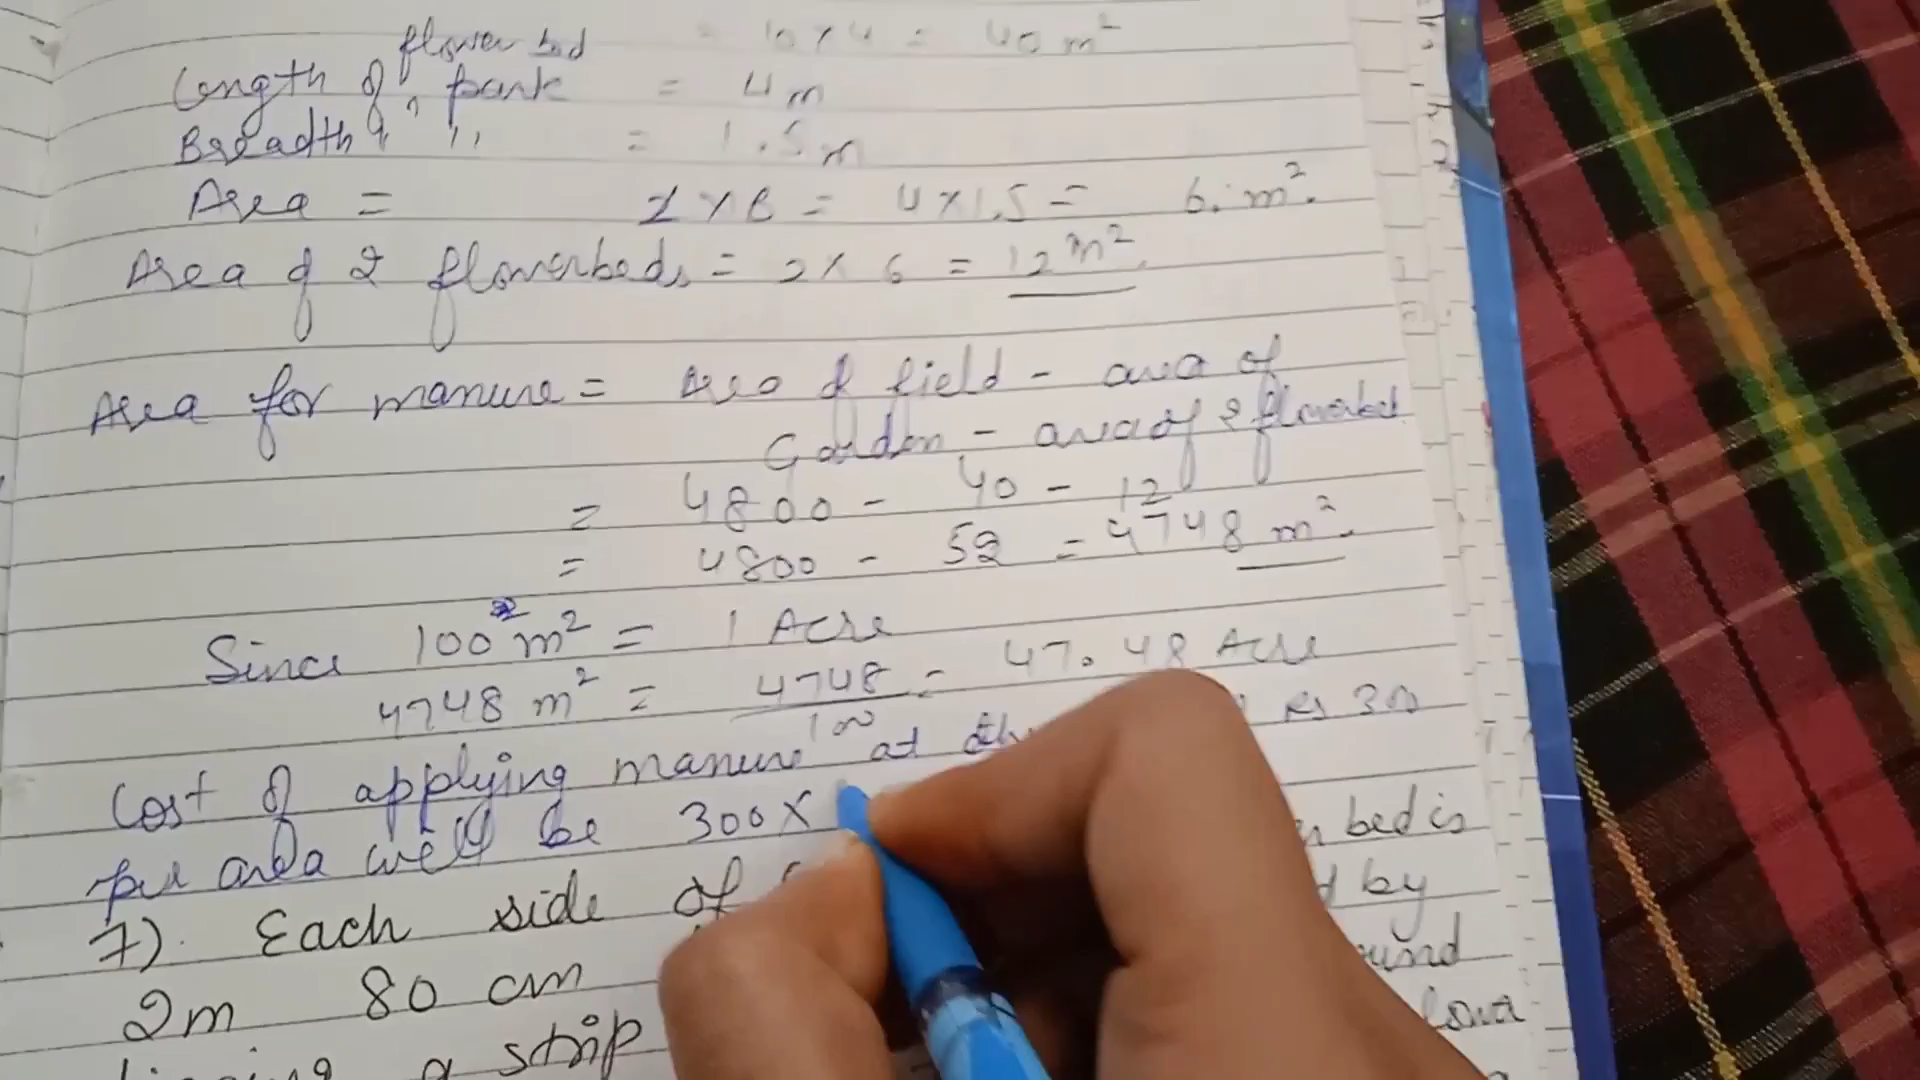 = 10 x 4 = 40 m²
flower bed
Length of park = 4 m
Breadth " " = 1.5 m
Area = l x B = 4 x 1.5 = 6. m².
Area of 2 flowerbeds = 2 x 6 = 12 m².
Area for manure = Area of field - area of
Garden - area of 2 flowerbed
= 4800 - 40 - 12
= 4800 - 52 = 4748 m².
Since 100 m² = 1 Acre
4748 m² = 4748 / 100 = 47.48 Acre
Cost of applying manure at Rs 300
per area will be 300 x
7). Each side of bed is
2m 80 cm by
a strip